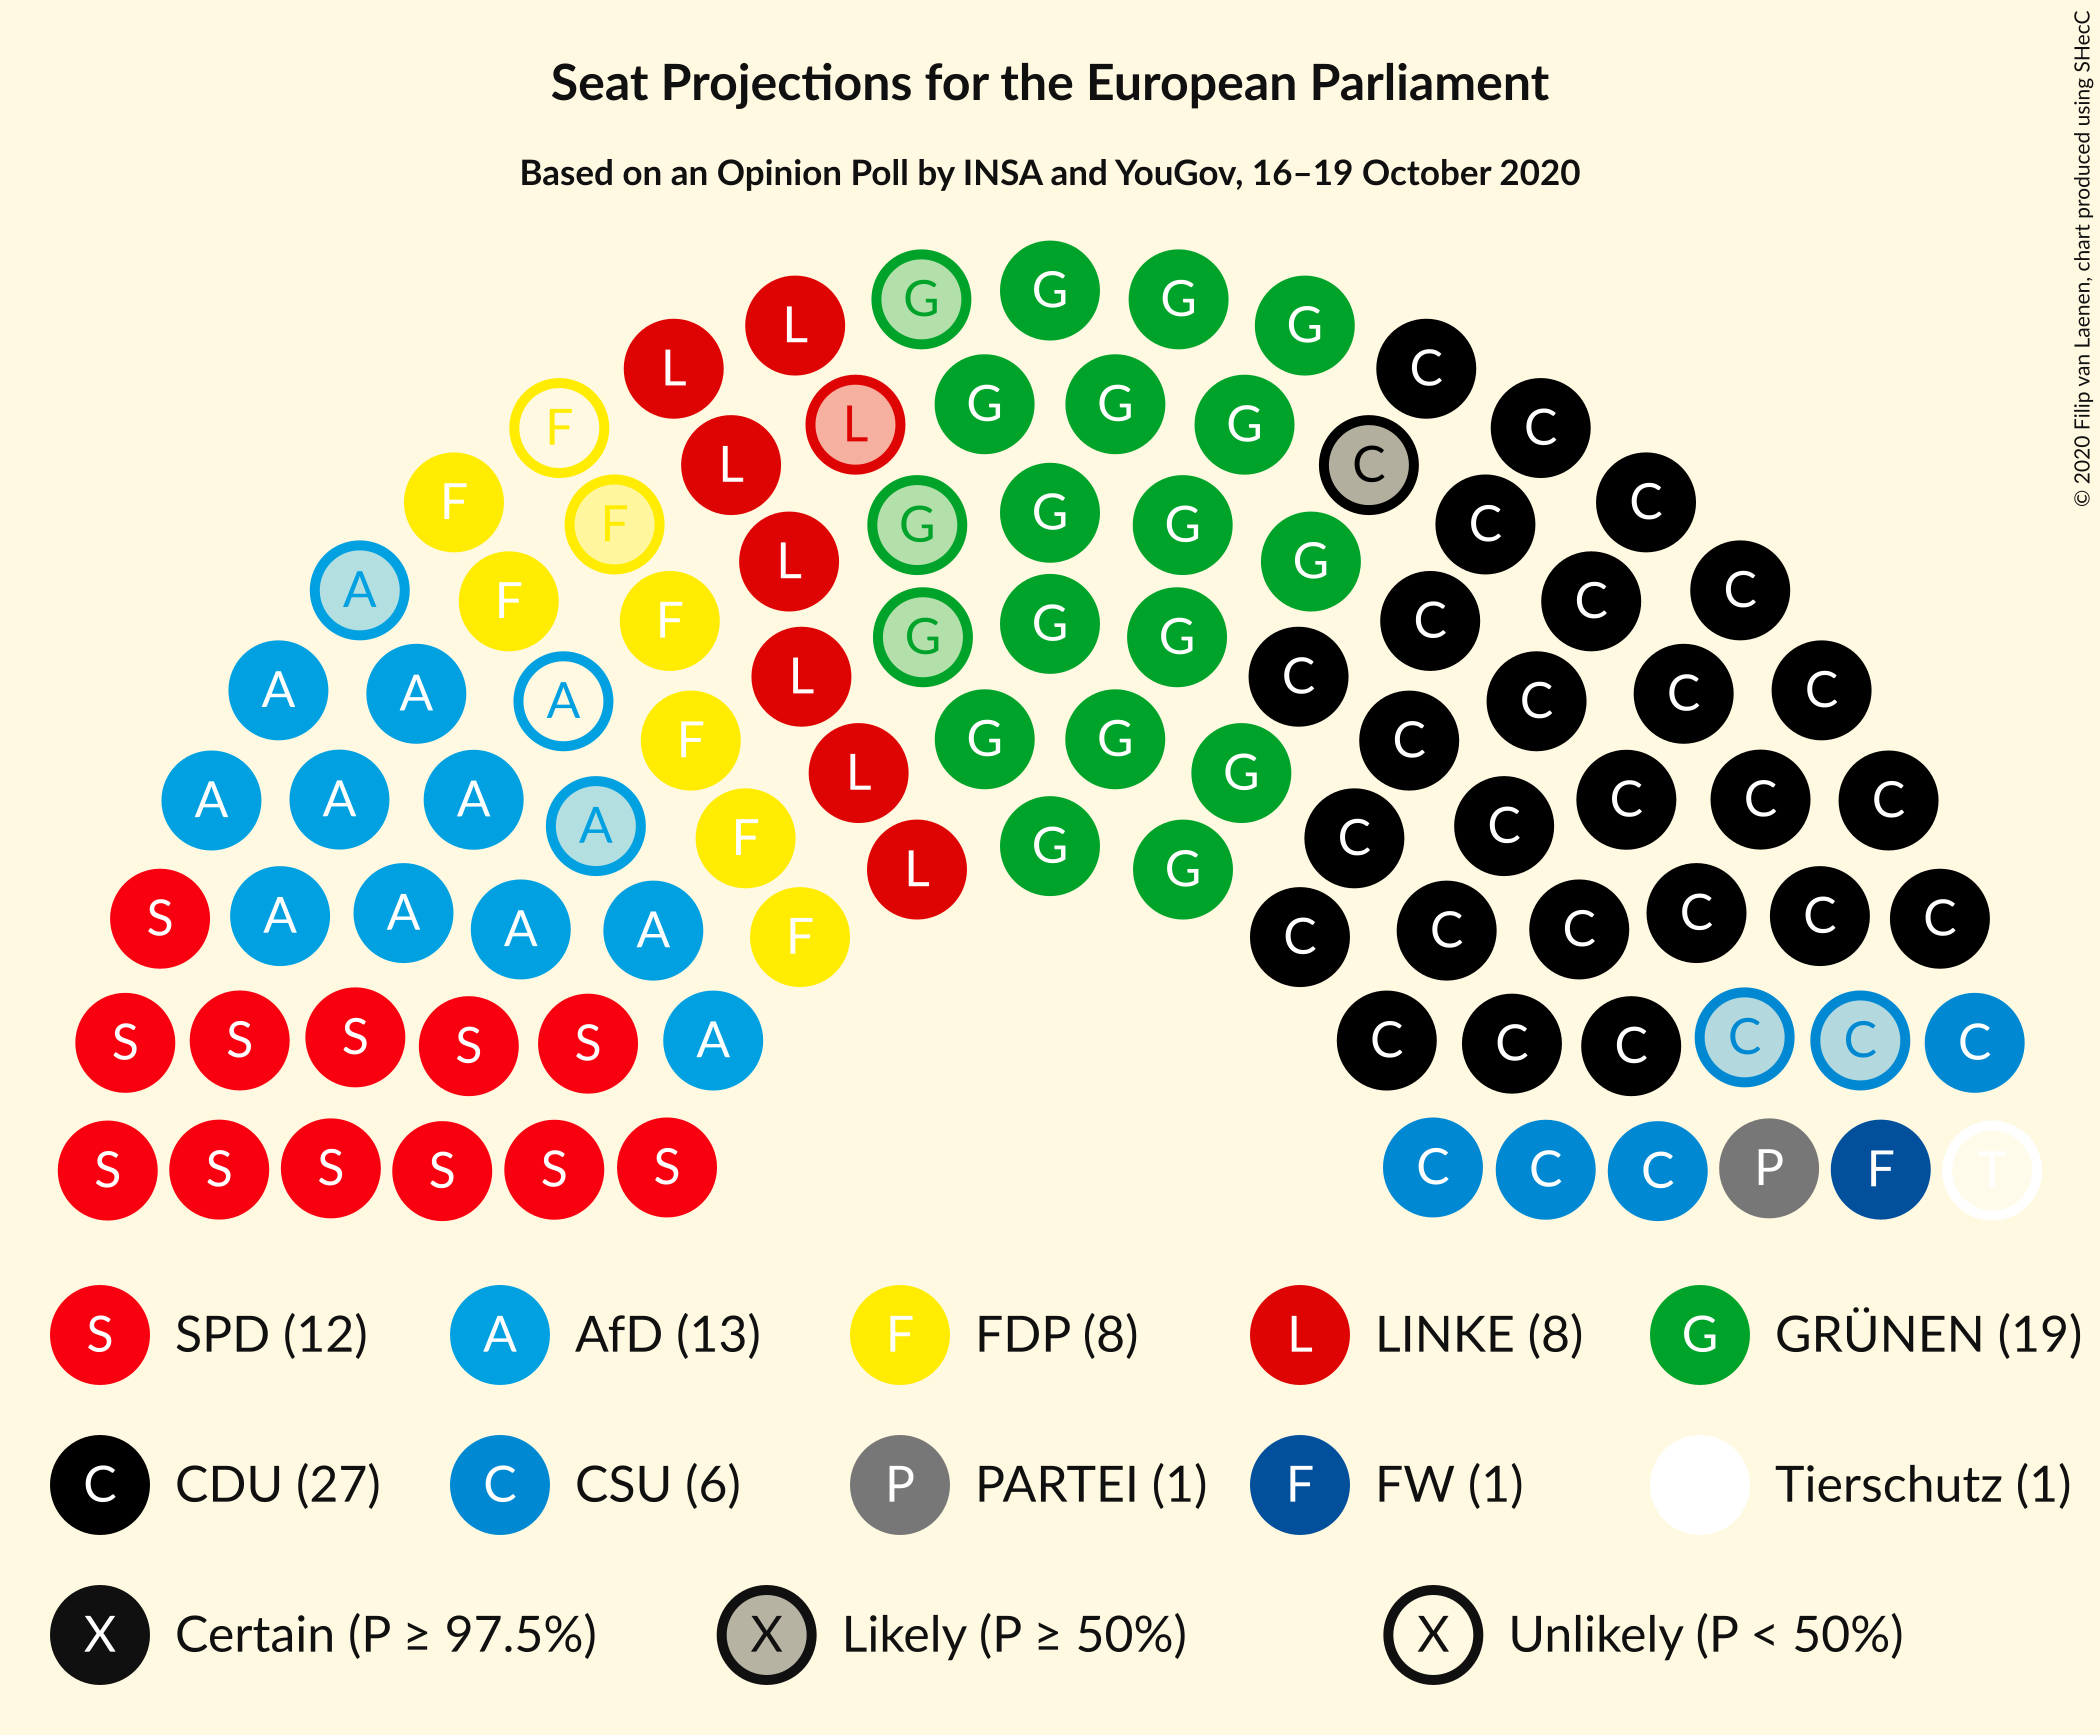 Seat Projections for the European Parliament
Based on an Opinion Poll by INSA and YouGov, 16–19 October 2020
© 2020 Filip van Laenen, chart produced using SHecC
L G G G G
L C
F L G G G C
L C
F F G G G C C
L G
A F F G G G C C C
A A A L C C C C
F G G C
A A A L G C C C
A F L G G C C
S A A A A F C C C C C C
S S S S S A C C C C C C
S S S S S S C C C P F T
S SPD (12) A AfD (13) F FDP (8) L LINKE (8) G GRÜNEN (19)
C CDU (27) C CSU (6) P PARTEI (1) F FW (1) Tierschutz (1)
X Certain (P ≥ 97.5%) X Likely (P ≥ 50%) X Unlikely (P < 50%)